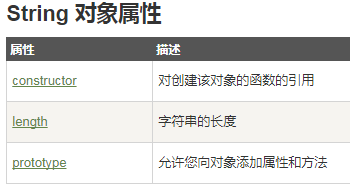 String 对象属性
属性 描述
constructor 对创建该对象的函数的引用
length 字符串的长度
prototype 允许您向对象添加属性和方法